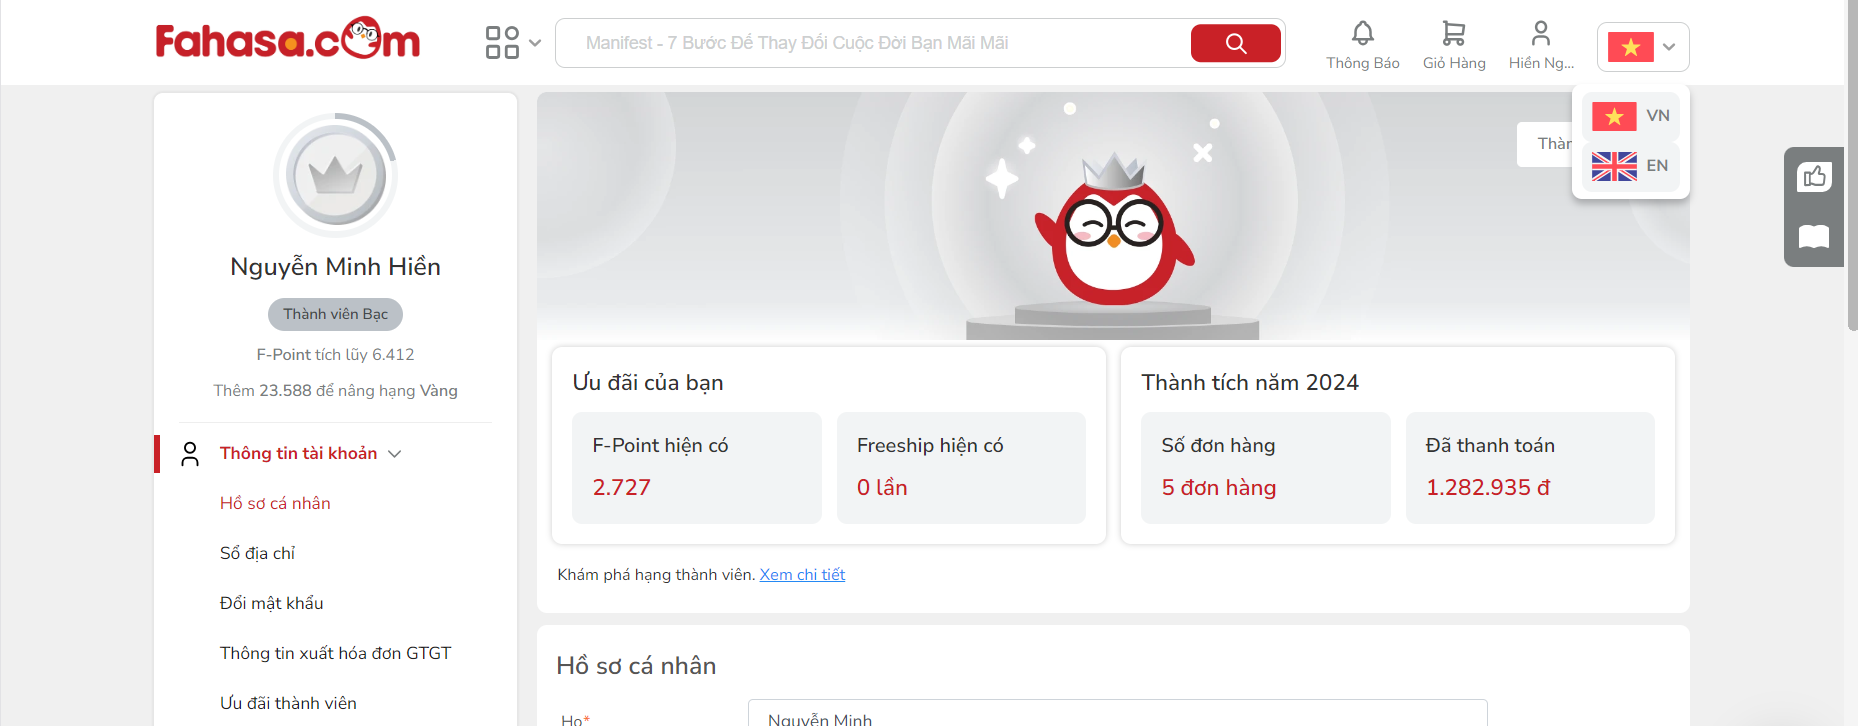 Fahasa.com
Manifest - 7 Bước Để Thay Đổi Cuộc Đời Bạn Mãi Mãi
Thông Báo
Giỏ Hàng
Hiền Ng...
VN
EN
Thàn
Nguyễn Minh Hiền
Thành viên Bạc
F-Point tích lũy 6.412
Thêm 23.588 để nâng hạng Vàng
Thông tin tài khoản
Hồ sơ cá nhân
Sổ địa chỉ
Đổi mật khẩu
Thông tin xuất hóa đơn GTGT
Ưu đãi thành viên
Ưu đãi của bạn
F-Point hiện có
2.727
Freeship hiện có
0 lần
Thành tích năm 2024
Số đơn hàng
5 đơn hàng
Đã thanh toán
1.282.935 đ
Khám phá hạng thành viên. Xem chi tiết
Hồ sơ cá nhân
Họ*
Nguyễn Minh